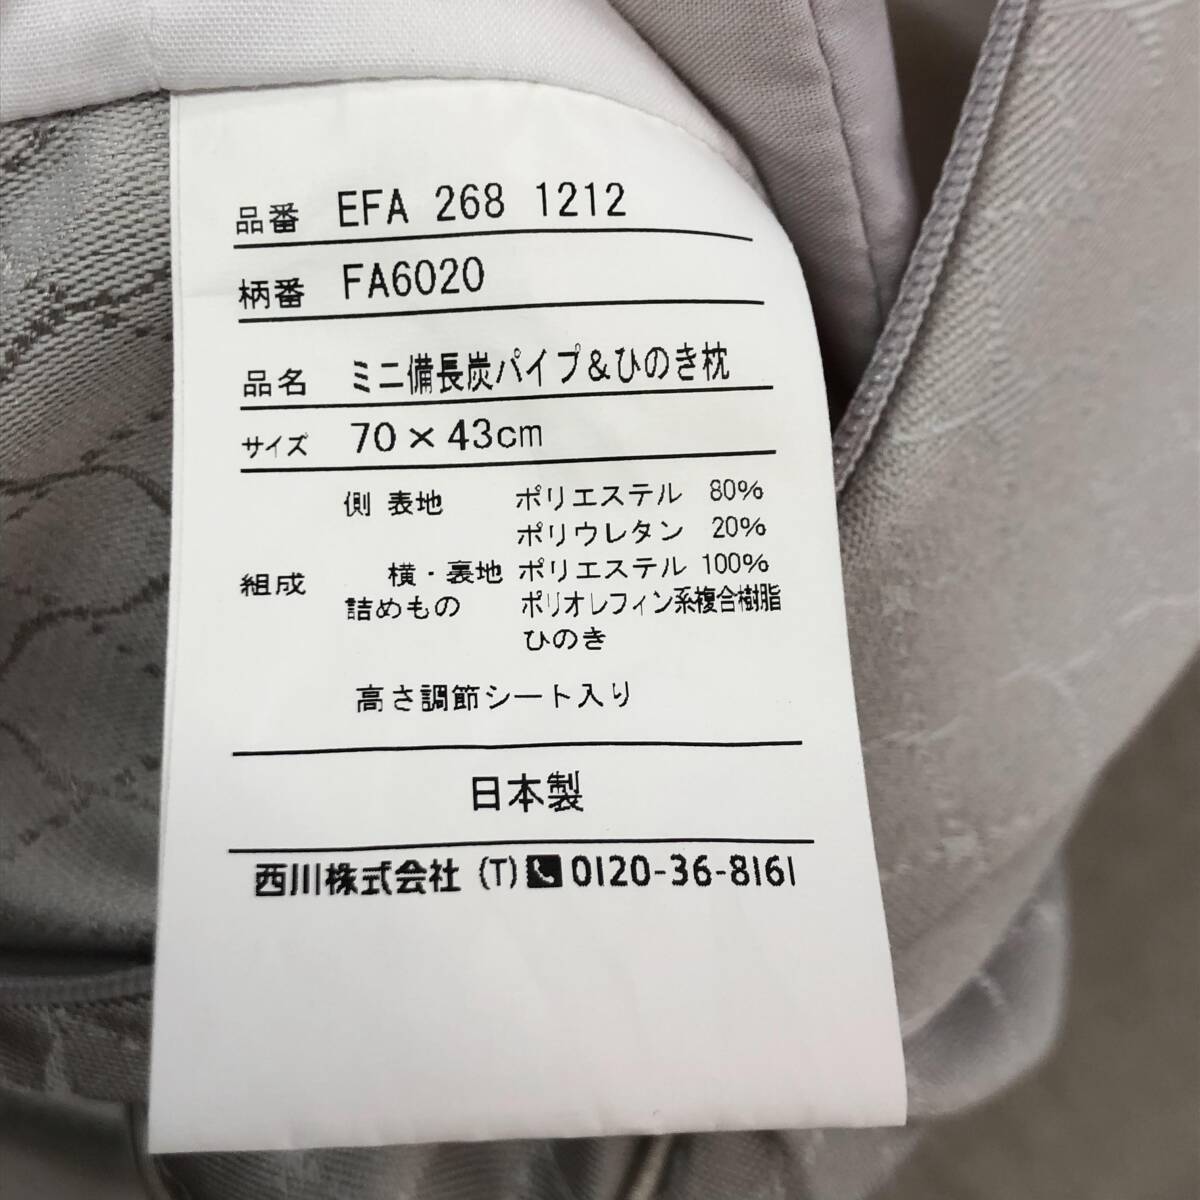 品番 EFA 268 1212
柄番 FA6020
品名 ミニ備長炭パイプ&ひのき枕
サイズ 70×43cm
側 表地 ポリエステル 80%
ポリウレタン 20%
組成 横・裏地 ポリエステル 100%
詰めもの ポリオレフィン系複合樹脂
ひのき
高さ調節シート入り
日本製
西川株式会社 (T) 0120-36-8161